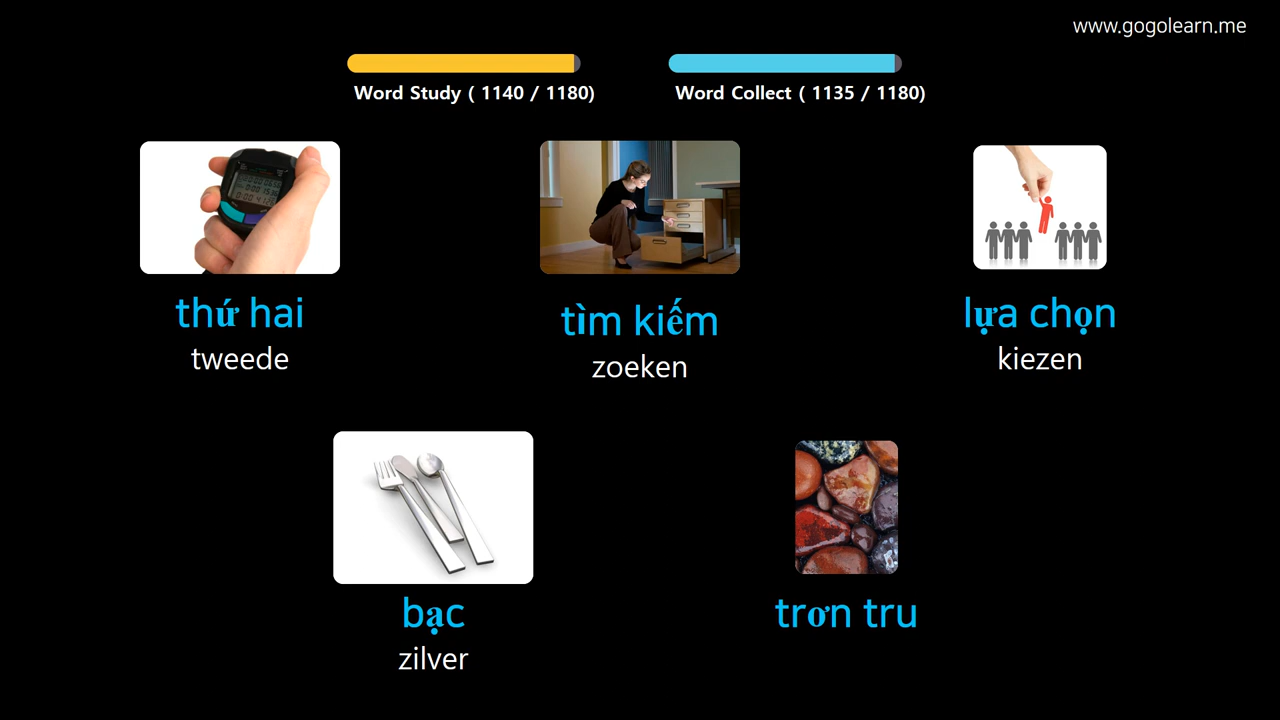 www.gogolearn.me
Word Study ( 1140 / 1180)
Word Collect ( 1135 / 1180)
thứ hai
tweede
tìm kiếm
zoeken
lựa chọn
kiezen
bạc
zilver
trơn tru